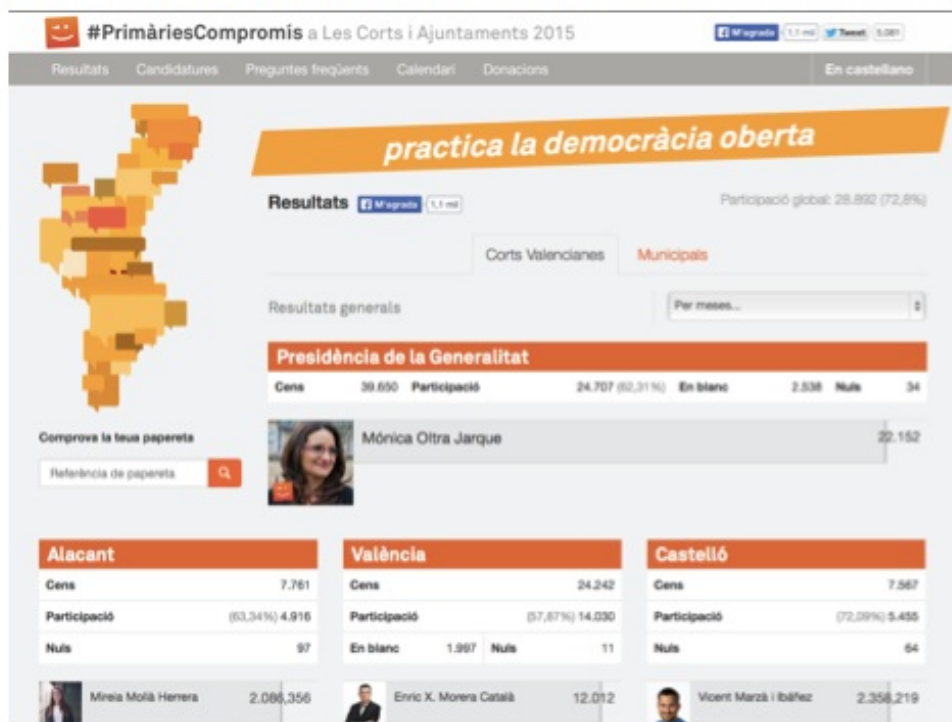 #PrimàriesCompromís a Les Corts i Ajuntaments 2015
M'agrada 1,1 mil Tweet 5.081
Resultats Candidatures Preguntes freqüents Calendari Donacions En castellano
practica la democràcia oberta
Resultats M'agrada 1,1 mil Participació global: 28.892 (72,8%)
Corts Valencianes Municipals
Resultats generals Per meses...
Presidència de la Generalitat
Cens 39.650 Participació 24.707 (62,31%) En blanc 2.538 Nuls 34
Mónica Oltra Jarque 22.152
Comprova la teua papereta
Referència de papereta
Alacant València Castelló
Cens 7.761 Cens 24.242 Cens 7.567
Participació (63,34%) 4.916 Participació (57,87%) 14.030 Participació (72,09%) 5.455
Nuls 97 En blanc 1.997 Nuls 11 Nuls 64
Mireia Mollà Herrera 2.086,356 Enric X. Morera Català 12.012 Vicent Marzà i Ibáñez 2.358,219